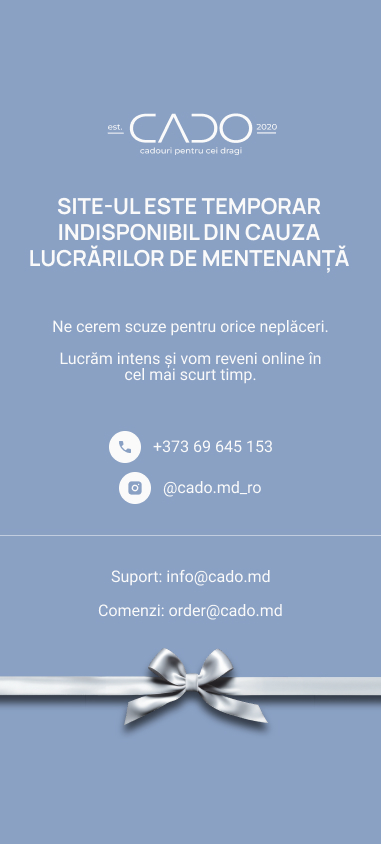 est. CADO 2020
cadouri pentru cei dragi
SITE-UL ESTE TEMPORAR
INDISPONIBIL DIN CAUZA
LUCRĂRILOR DE MENTENANȚĂ
Ne cerem scuze pentru orice neplăceri.
Lucrăm intens și vom reveni online în
cel mai scurt timp.
+373 69 645 153
@cado.md_ro
Suport: info@cado.md
Comenzi: order@cado.md